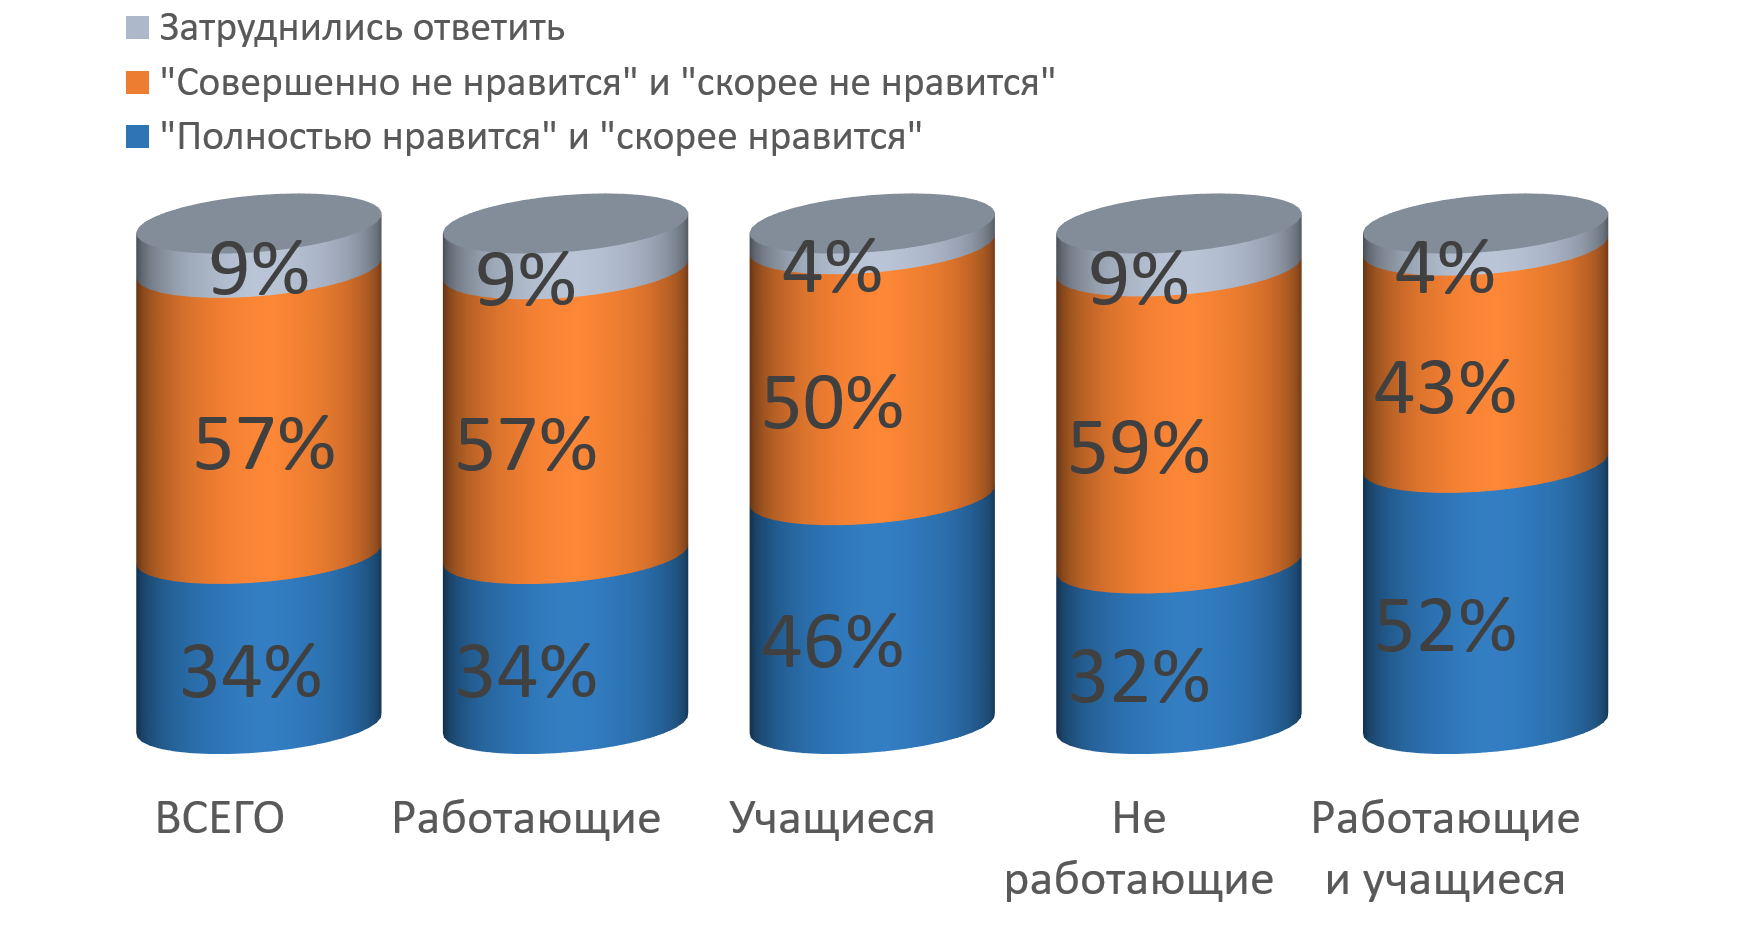 Затруднились ответить
"Совершенно не нравится" и "скорее не нравится"
"Полностью нравится" и "скорее нравится"
9%
9%
4%
9%
4%
57%
57%
50%
59%
43%
34%
34%
46%
32%
52%
ВСЕГО
Работающие
Учащиеся
Не
работающие
Работающие
и учащиеся